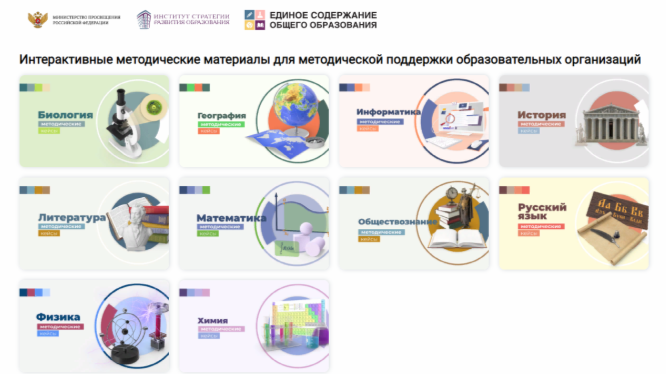 МИНИСТЕРСТВО ПРОСВЕЩЕНИЯ
РОССИЙСКОЙ ФЕДЕРАЦИИ
ИНСТИТУТ СТРАТЕГИИ
РАЗВИТИЯ ОБРАЗОВАНИЯ
ЕДИНОЕ СОДЕРЖАНИЕ
ОБЩЕГО ОБРАЗОВАНИЯ
Интерактивные методические материалы для методической поддержки образовательных организаций
Биология
МЕТОДИЧЕСКИЕ
КЕЙСЫ
География
МЕТОДИЧЕСКИЕ
КЕЙСЫ
Информатика
МЕТОДИЧЕСКИЕ
КЕЙСЫ
История
МЕТОДИЧЕСКИЕ
КЕЙСЫ
Литература
МЕТОДИЧЕСКИЕ
КЕЙСЫ
Математика
МЕТОДИЧЕСКИЕ
КЕЙСЫ
Обществознание
МЕТОДИЧЕСКИЕ
КЕЙСЫ
Русский
язык
МЕТОДИЧЕСКИЕ
КЕЙСЫ
Аа Бб Вв
Физика
МЕТОДИЧЕСКИЕ
КЕЙСЫ
Химия
МЕТОДИЧЕСКИЕ
КЕЙСЫ